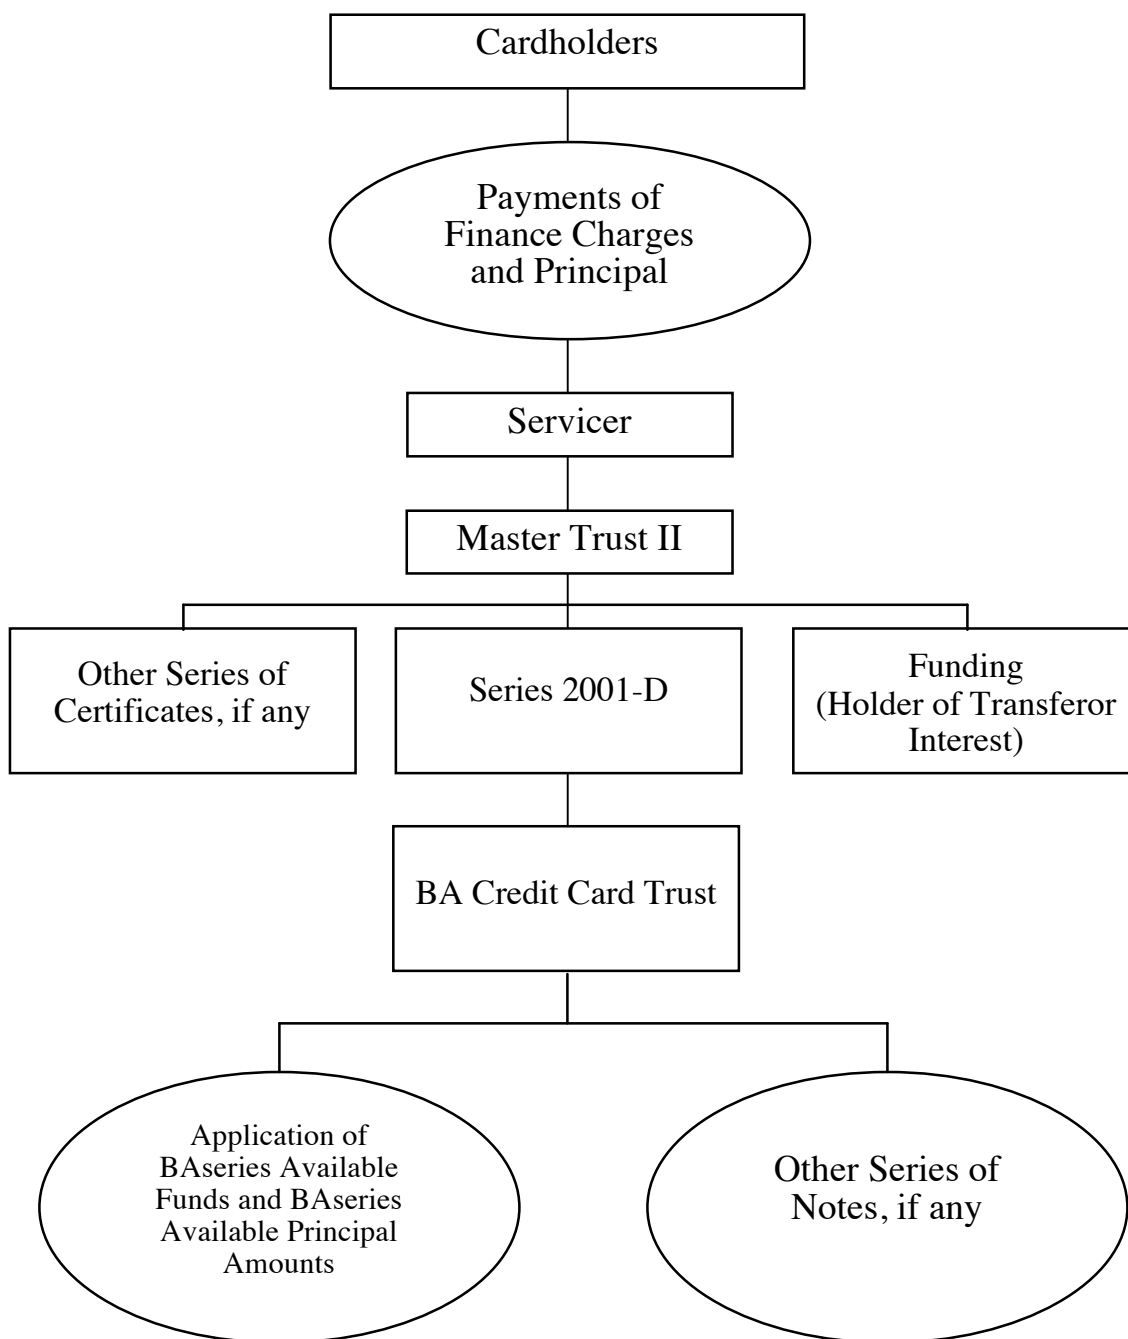 Cardholders
Payments of
Finance Charges
and Principal
Servicer
Master Trust II
Other Series of
Certificates, if any
Series 2001-D
Funding
(Holder of Transferor
Interest)
BA Credit Card Trust
Application of
BAseries Available
Funds and BAseries
Available Principal
Amounts
Other Series of
Notes, if any